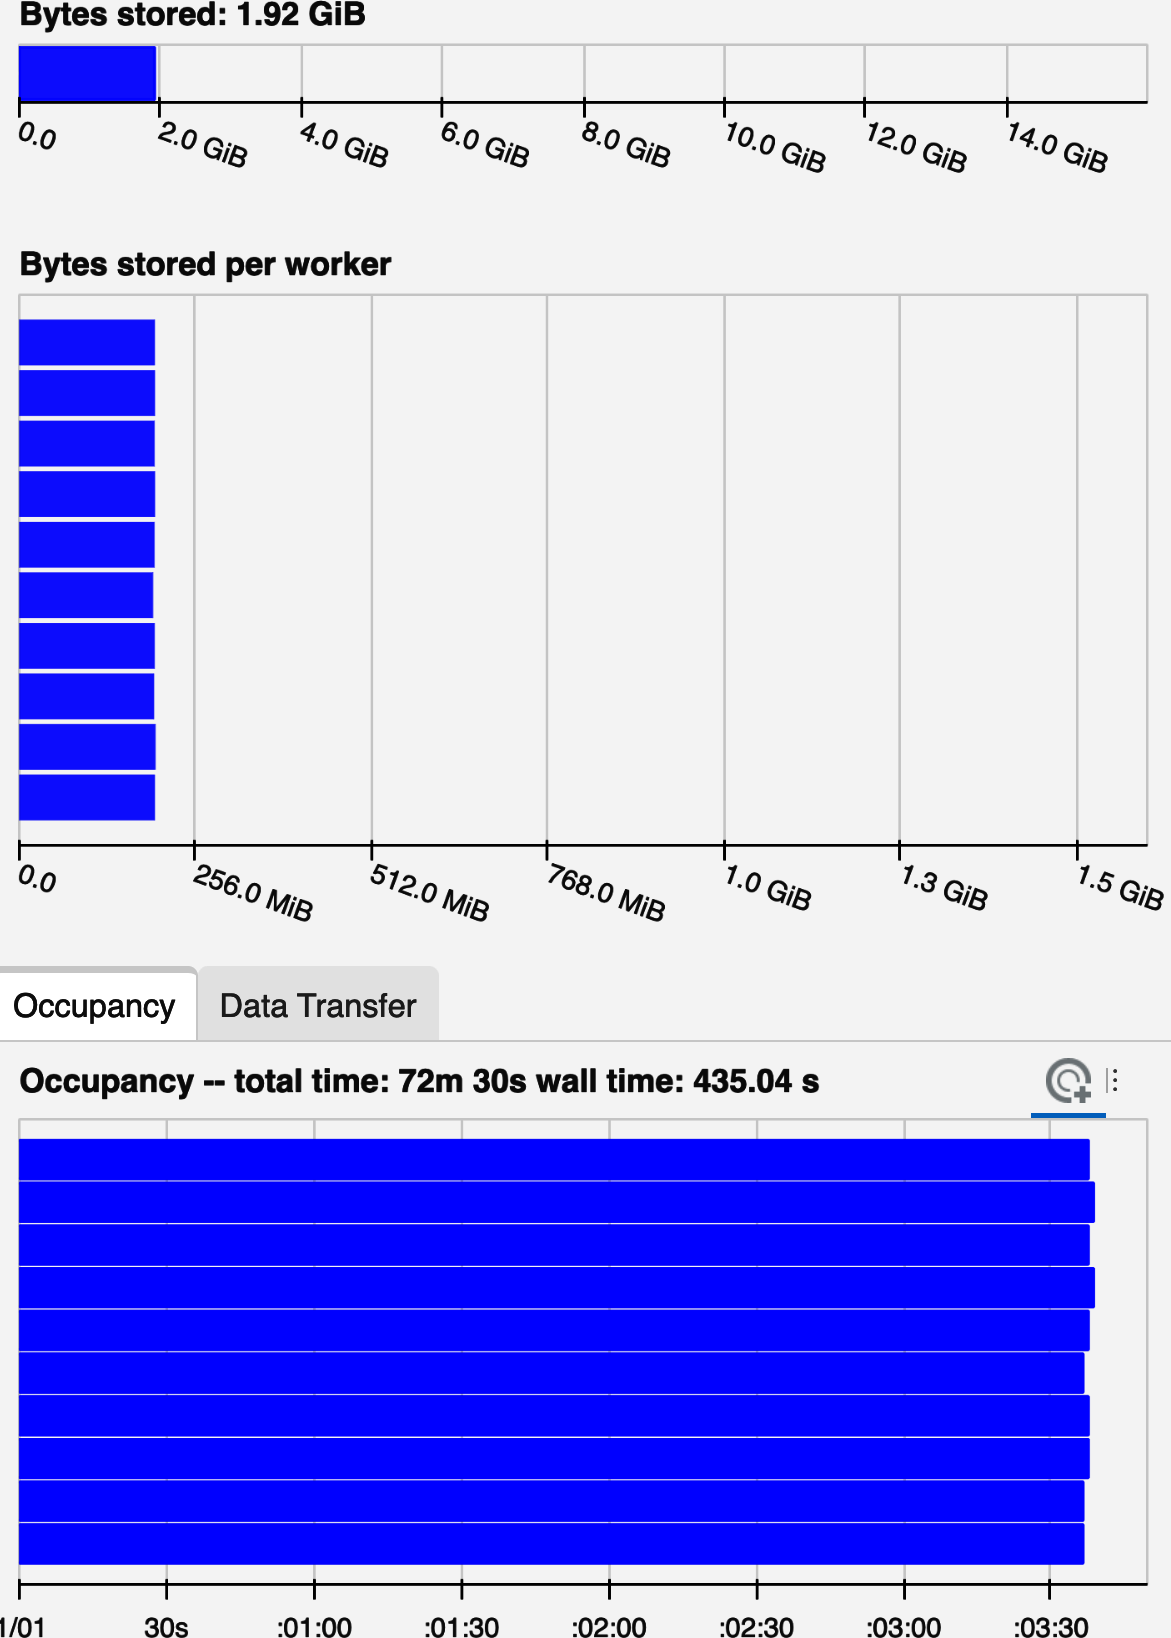 Bytes stored: 1.92 GiB
0.0 2.0 GiB 4.0 GiB 6.0 GiB 8.0 GiB 10.0 GiB 12.0 GiB 14.0 GiB
Bytes stored per worker
0.0 256.0 MiB 512.0 MiB 768.0 MiB 1.0 GiB 1.3 GiB 1.5 GiB
Occupancy Data Transfer
Occupancy -- total time: 72m 30s wall time: 435.04 s
1/01 30s :01:00 :01:30 :02:00 :02:30 :03:00 :03:30